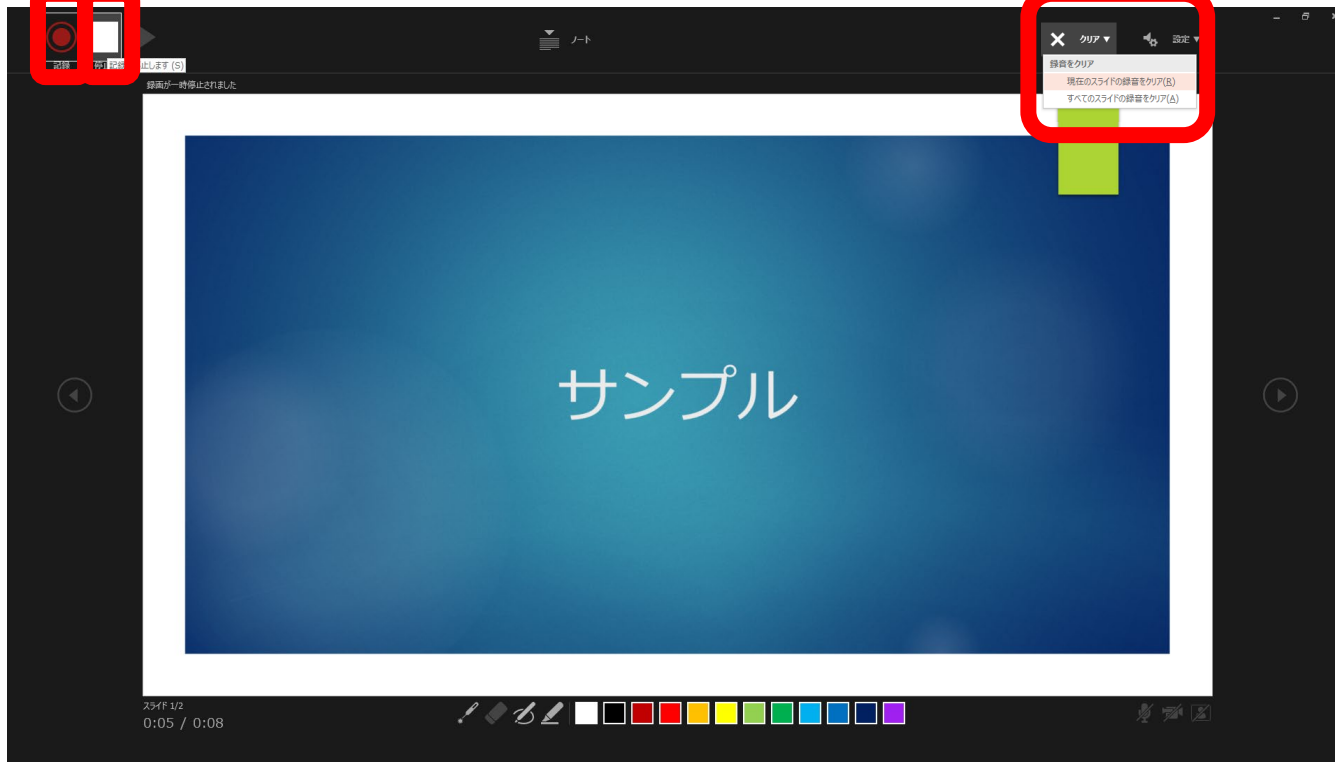 記録
記録
止します (S)
ノート
クリア ▼
設定 ▼
録音をクリア
現在のスライドの録音をクリア(R)
すべてのスライドの録音をクリア(A)
録画が一時停止されました
サンプル
スライド 1/2
0:05 / 0:08